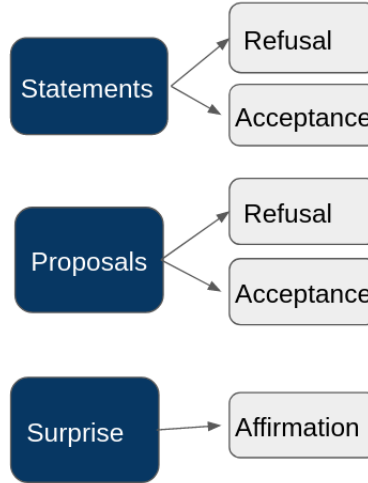 Statements
Refusal
Acceptance
Proposals
Refusal
Acceptance
Surprise
Affirmation